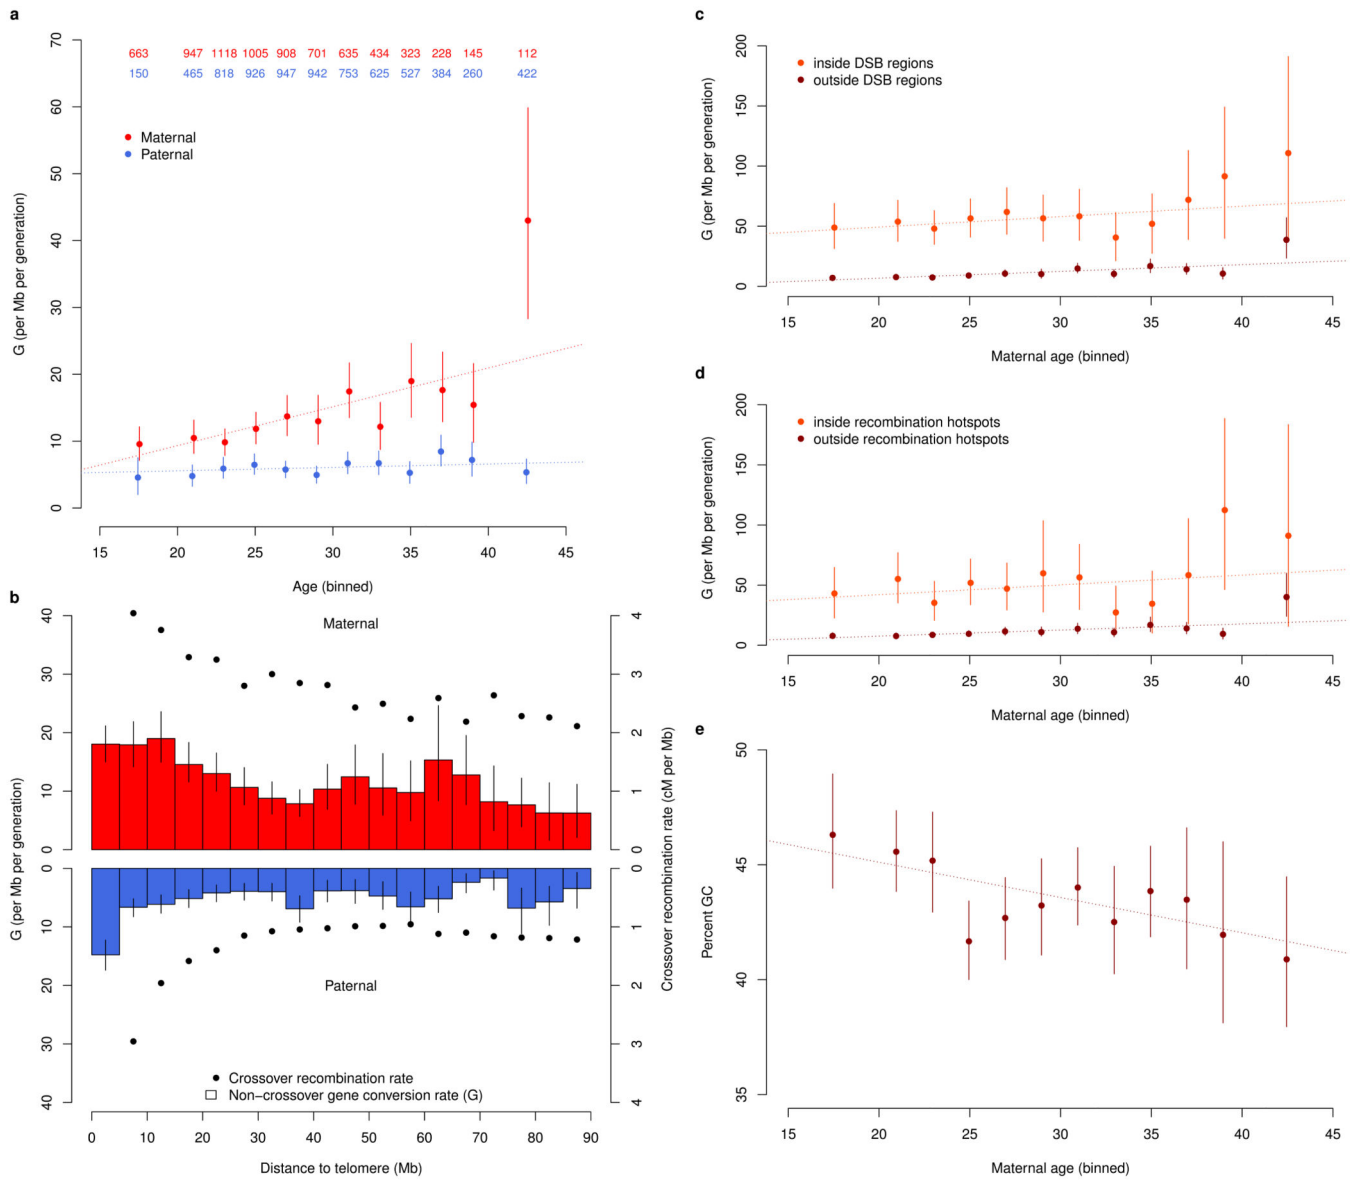 a
70
60
50
40
30
20
10
0
G (per Mb per generation)
663 947 1118 1005 908 701 635 434 323 228 145 112
150 465 818 926 947 942 753 625 527 384 260 422
Maternal
Paternal
15 20 25 30 35 40 45
Age (binned)
b
40
30
20
10
0
0
10
20
30
40
G (per Mb per generation)
Maternal
4
3
2
1
0
0
1
2
3
4
Crossover recombination rate (cM per Mb)
Paternal
Crossover recombination rate
Non−crossover gene conversion rate (G)
0 10 20 30 40 50 60 70 80 90
Distance to telomere (Mb)
c
200
150
100
50
0
G (per Mb per generation)
inside DSB regions
outside DSB regions
15 20 25 30 35 40 45
Maternal age (binned)
d
200
150
100
50
0
G (per Mb per generation)
inside recombination hotspots
outside recombination hotspots
15 20 25 30 35 40 45
Maternal age (binned)
e
50
45
40
35
Percent GC
15 20 25 30 35 40 45
Maternal age (binned)